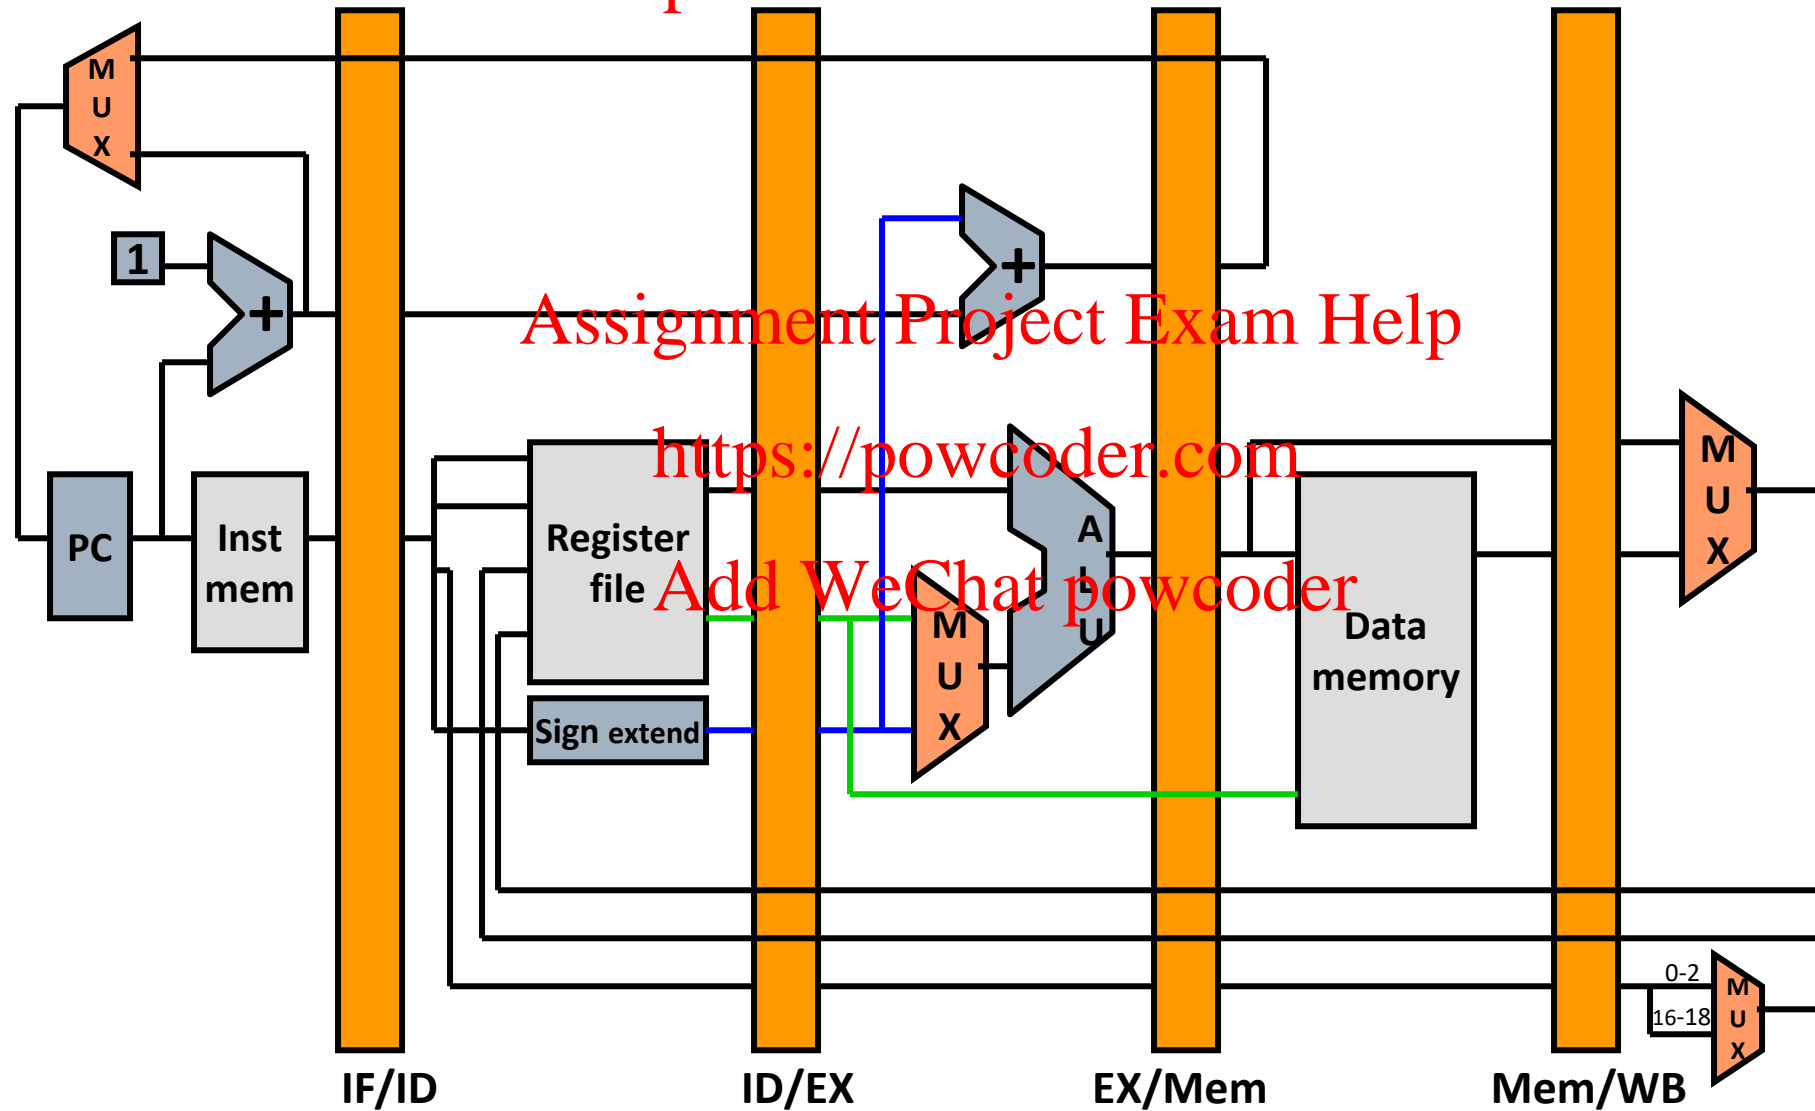 p
M
U
X
1
+
+
Assignment Project Exam Help
https://powcoder.com
M
U
X
PC
Inst
mem
Register
file
A
L
U
Add WeChat powcoder
M
U
X
Data
memory
Sign extend
0-2
16-18
M
U
X
IF/ID
ID/EX
EX/Mem
Mem/WB